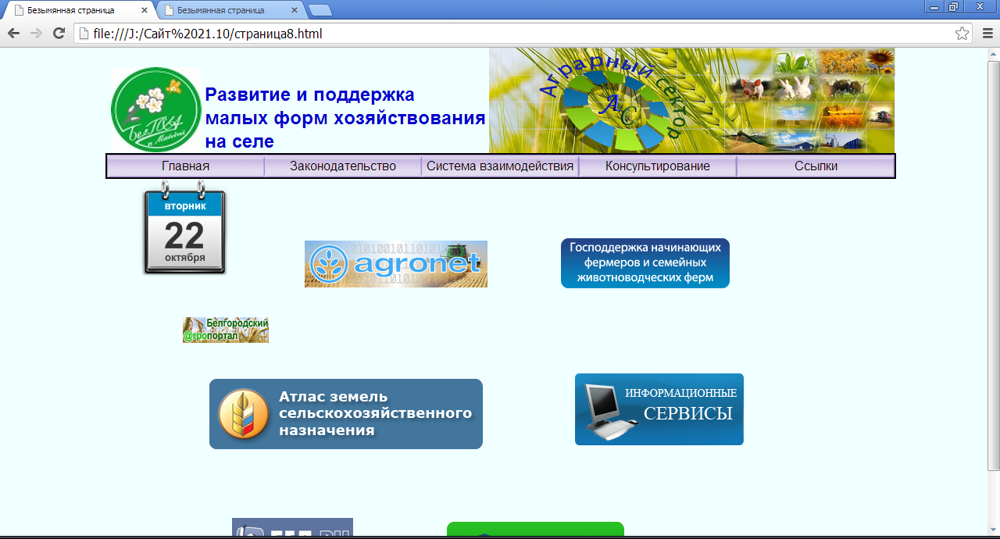 Безымянная страница
Безымянная страница
file:///J:/Сайт%2021.10/страница8.html
Развитие и поддержка
малых форм хозяйствования
на селе
Аграрный сектор
АС
Главная
Законодательство
Система взаимодействия
Консультирование
Ссылки
вторник
22
октября
agronet
Господдержка начинающих
фермеров и семейных
животноводческих ферм
Белгородский
@гропортал
Атлас земель
сельскохозяйственного
назначения
ИНФОРМАЦИОННЫЕ
СЕРВИСЫ